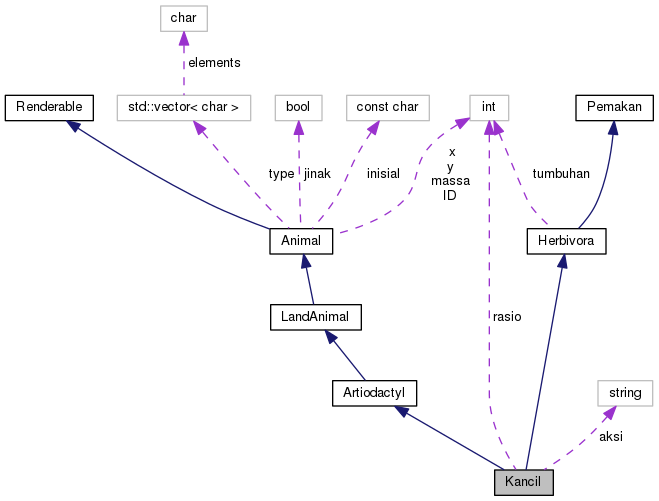 char
elements
Renderable
std::vector< char >
bool
const char
int
Pemakan
type
jinak
inisial
x
y
massa
ID
tumbuhan
Animal
Herbivora
LandAnimal
rasio
Artiodactyl
string
aksi
Kancil